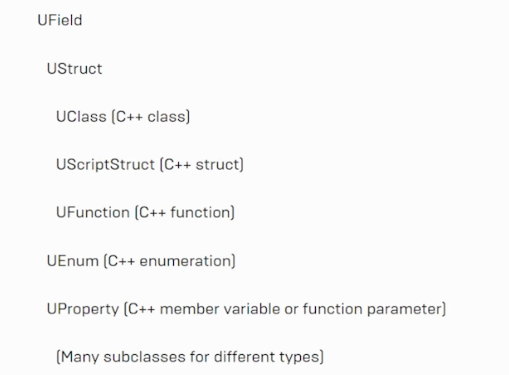 UField
UStruct
UClass (C++ class)
UScriptStruct (C++ struct)
UFunction (C++ function)
UEnum (C++ enumeration)
UProperty (C++ member variable or function parameter)
(Many subclasses for different types)